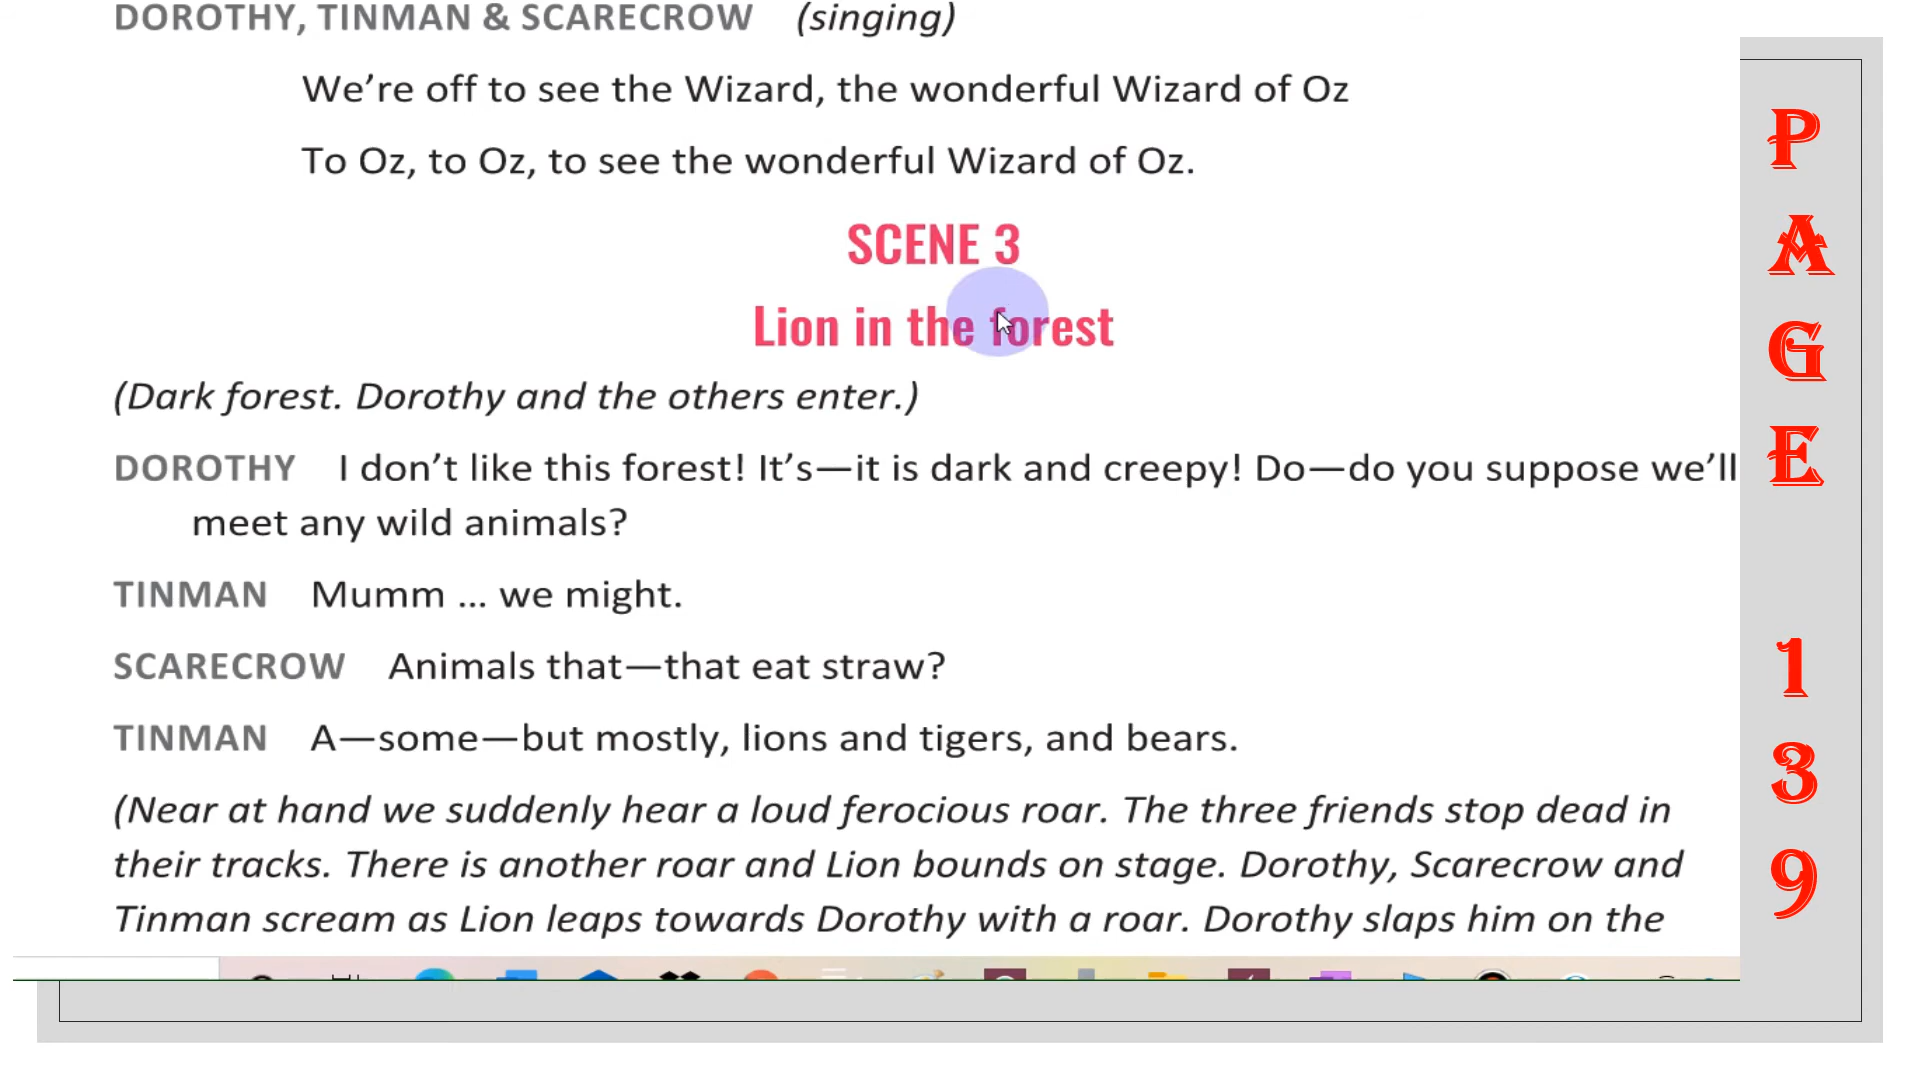 DOROTHY, TINMAN & SCARECROW (singing)
We’re off to see the Wizard, the wonderful Wizard of Oz
To Oz, to Oz, to see the wonderful Wizard of Oz.
SCENE 3
Lion in the forest
(Dark forest. Dorothy and the others enter.)
DOROTHY I don’t like this forest! It’s—it is dark and creepy! Do—do you suppose we’ll
meet any wild animals?
TINMAN Mumm ... we might.
SCARECROW Animals that—that eat straw?
TINMAN A—some—but mostly, lions and tigers, and bears.
(Near at hand we suddenly hear a loud ferocious roar. The three friends stop dead in
their tracks. There is another roar and Lion bounds on stage. Dorothy, Scarecrow and
Tinman scream as Lion leaps towards Dorothy with a roar. Dorothy slaps him on the
PAGE 139